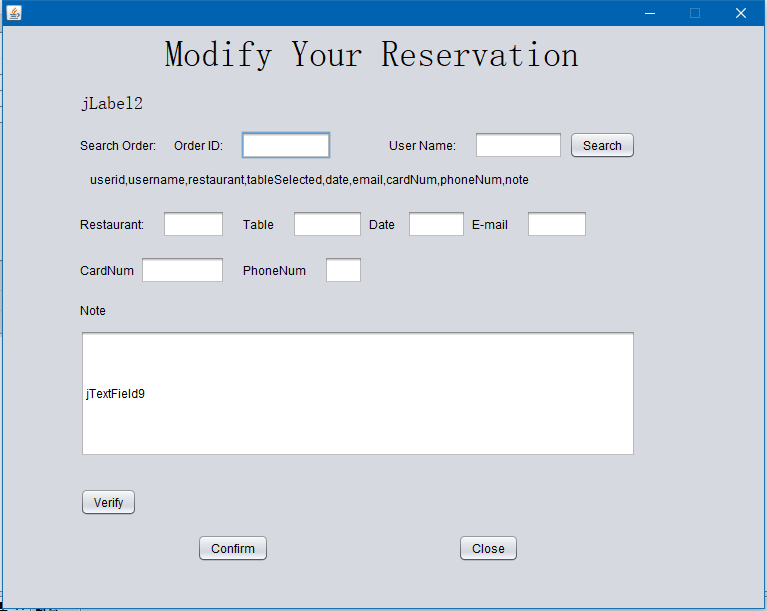 Modify Your Reservation
jLabel2
Search Order: Order ID: User Name: Search
userid,username,restaurant,tableSelected,date,email,cardNum,phoneNum,note
Restaurant: Table Date E-mail
CardNum PhoneNum
Note
jTextField9
Verify
Confirm Close